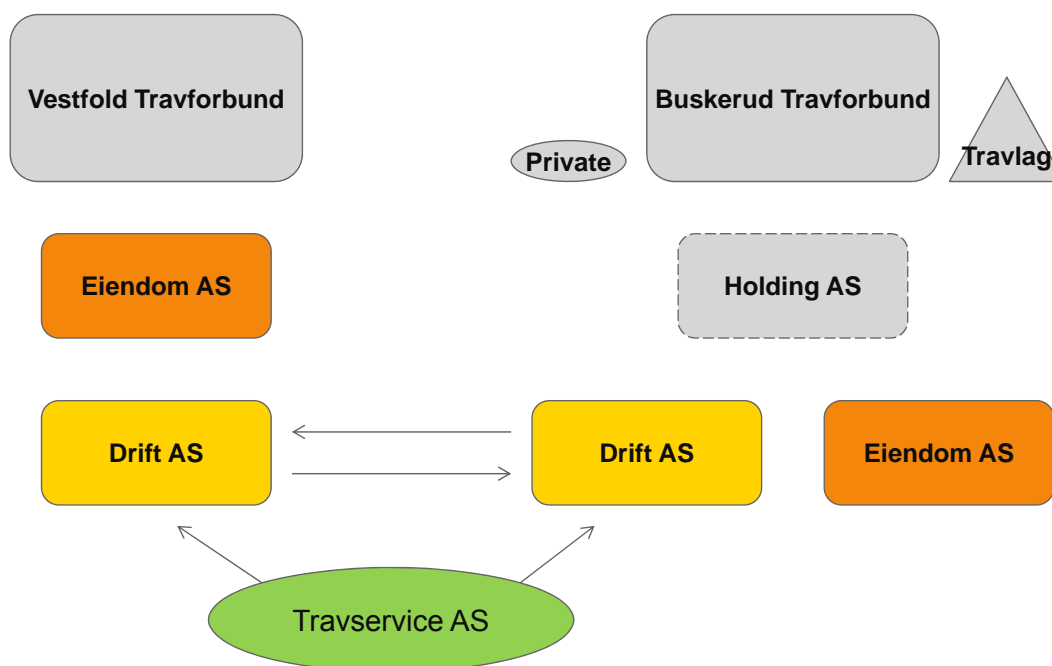 Vestfold Travforbund
Buskerud Travforbund
Private
Travlag
Eiendom AS
Holding AS
Drift AS
Drift AS
Eiendom AS
Travservice AS